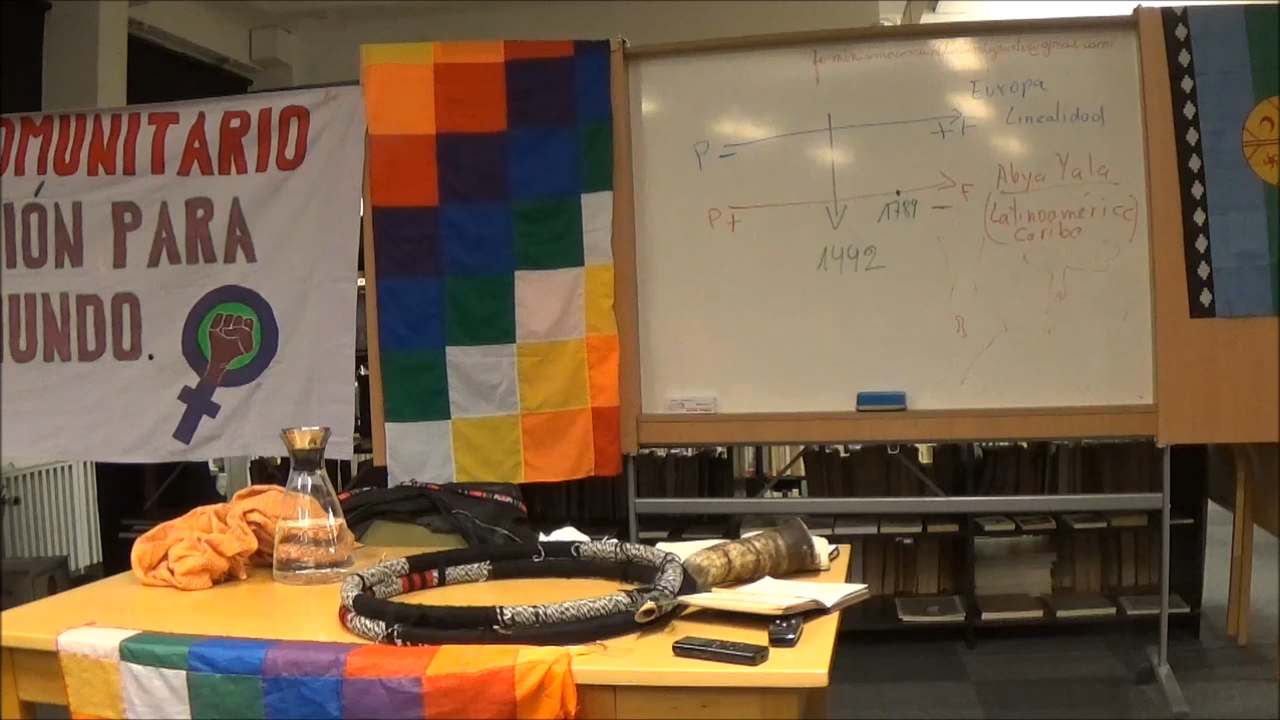 OMUNITARIO
IÓN PARA
UNDO.
Europa
Linealidad
P = ++
Abya Yala
(Latinoamérica
Caribe
P + 1789 - F
1492